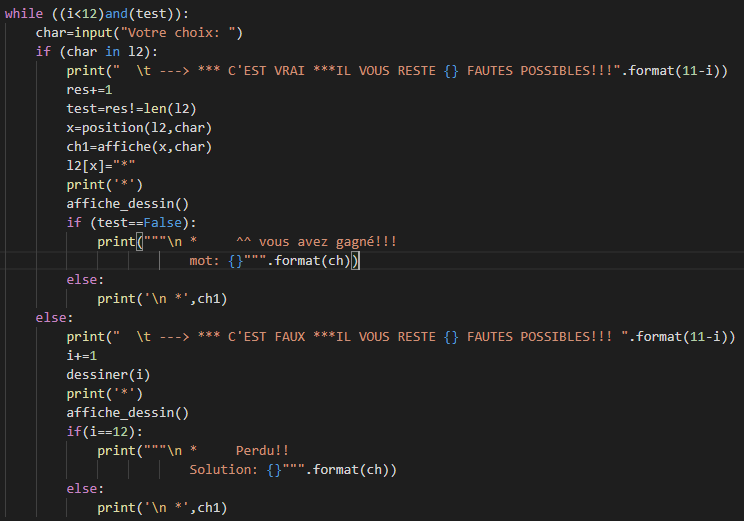 while ((i<12)and(test)):
    char=input("Votre choix: ")
    if (char in l2):
        print("  \t ---> *** C'EST VRAI ***IL VOUS RESTE {} FAUTES POSSIBLES!!!".format(11-i))
        res+=1
        test=res!=len(l2)
        x=position(l2,char)
        ch1=affiche(x,char)
        l2[x]="*"
        print('*')
        affiche_dessin()
        if (test==False):
            print("""\n *     ^^ vous avez gagné!!!
                        mot: {}""".format(ch))
        else:
            print('\n *',ch1)
    else:
        print("  \t ---> *** C'EST FAUX ***IL VOUS RESTE {} FAUTES POSSIBLES!!! ".format(11-i))
        i+=1
        dessiner(i)
        print('*')
        affiche_dessin()
        if(i==12):
            print("""\n *     Perdu!!
                        Solution: {}""".format(ch))
        else:
            print('\n *',ch1)